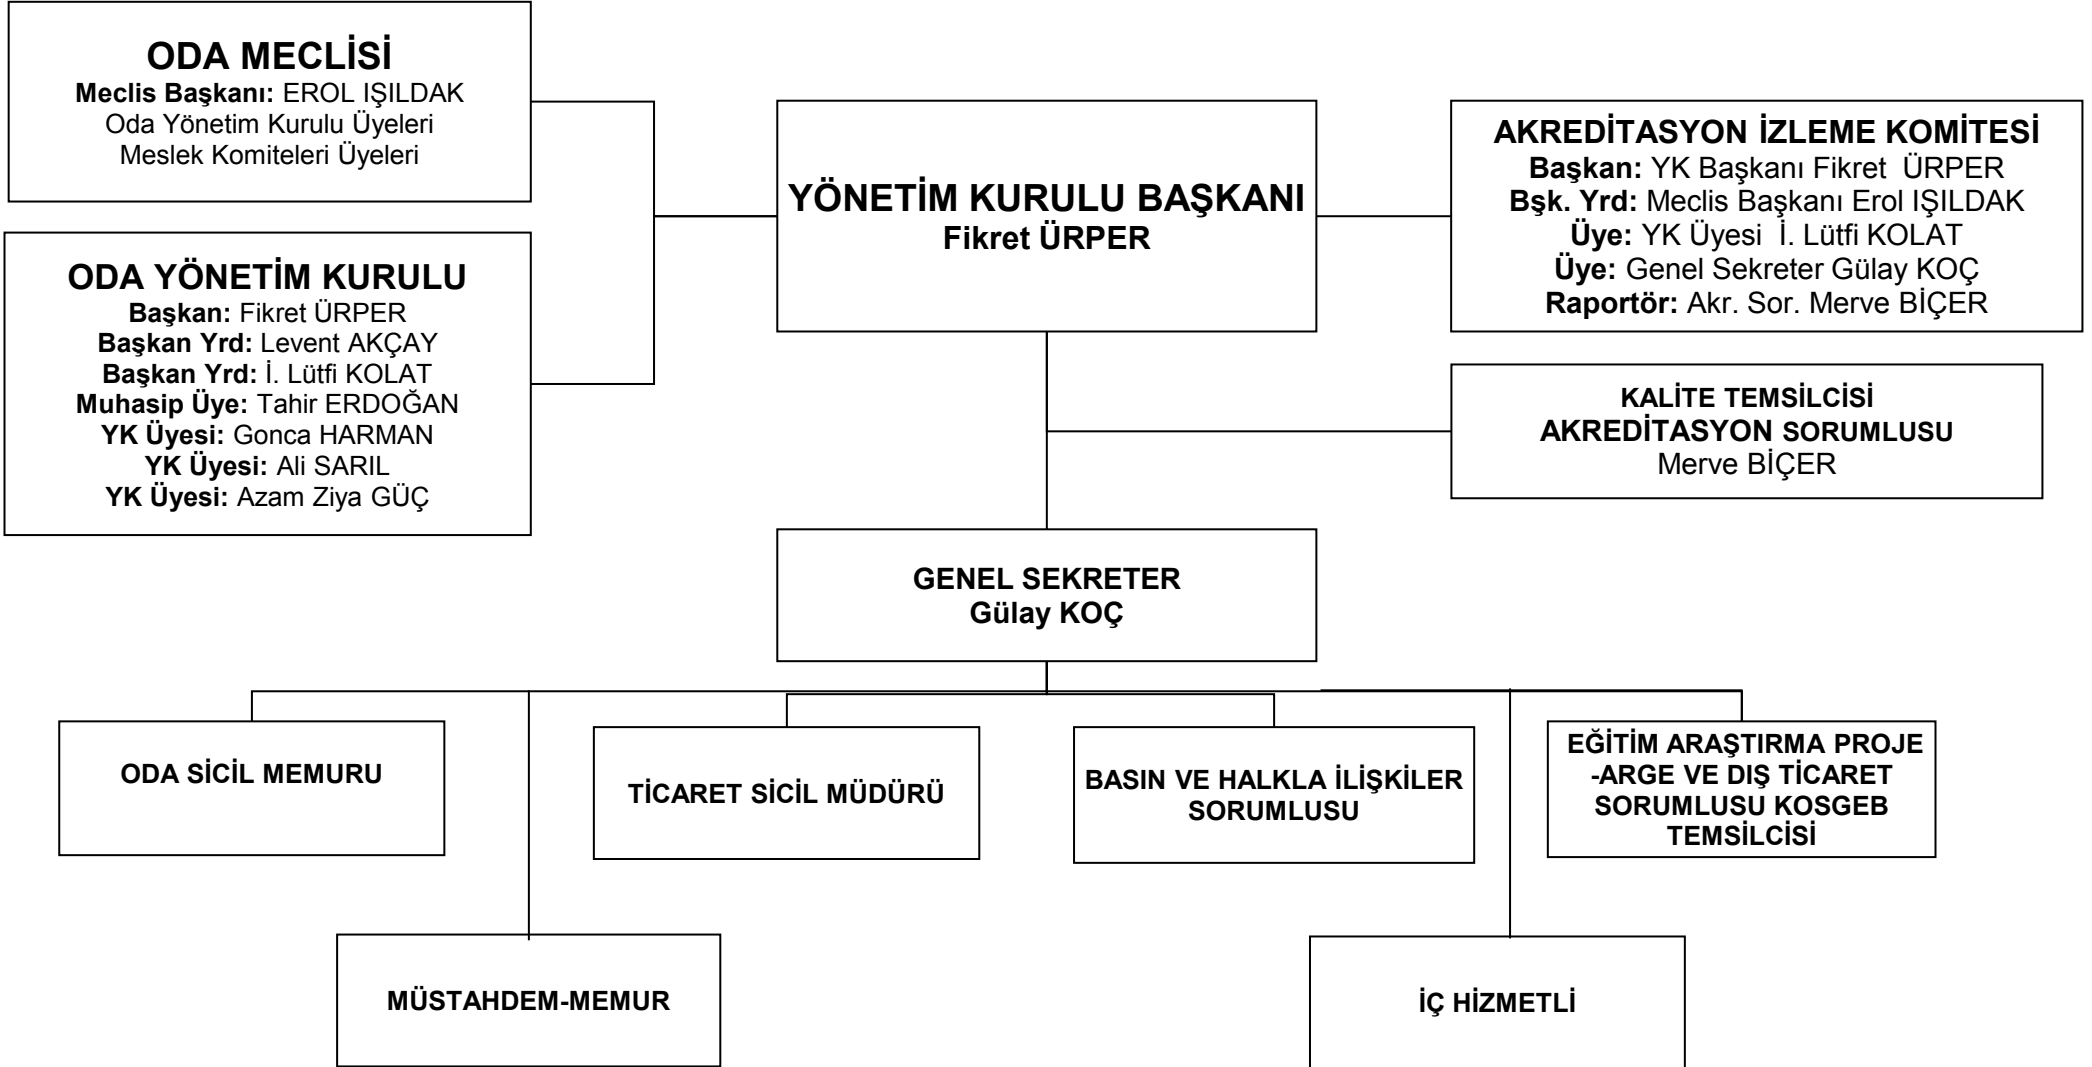 ODA MECLİSİ
Meclis Başkanı: EROL IŞILDAK
Oda Yönetim Kurulu Üyeleri
Meslek Komiteleri Üyeleri
ODA YÖNETİM KURULU
Başkan: Fikret ÜRPER
Başkan Yrd: Levent AKÇAY
Başkan Yrd: İ. Lütfi KOLAT
Muhasip Üye: Tahir ERDOĞAN
YK Üyesi: Gonca HARMAN
YK Üyesi: Ali SARIL
YK Üyesi: Azam Ziya GÜÇ
YÖNETİM KURULU BAŞKANI
Fikret ÜRPER
AKREDİTASYON İZLEME KOMİTESİ
Başkan: YK Başkanı Fikret ÜRPER
Bşk. Yrd: Meclis Başkanı Erol IŞILDAK
Üye: YK Üyesi İ. Lütfi KOLAT
Üye: Genel Sekreter Gülay KOÇ
Raportör: Akr. Sor. Merve BİÇER
KALİTE TEMSİLCİSİ
AKREDİTASYON SORUMLUSU
Merve BİÇER
GENEL SEKRETER
Gülay KOÇ
ODA SİCİL MEMURU
TİCARET SİCİL MÜDÜRÜ
BASIN VE HALKLA İLİŞKİLER
SORUMLUSU
EĞİTİM ARAŞTIRMA PROJE
-ARGE VE DIŞ TİCARET
SORUMLUSU KOSGEB
TEMSİLCİSİ
MÜSTAHDEM-MEMUR
İÇ HİZMETLİ